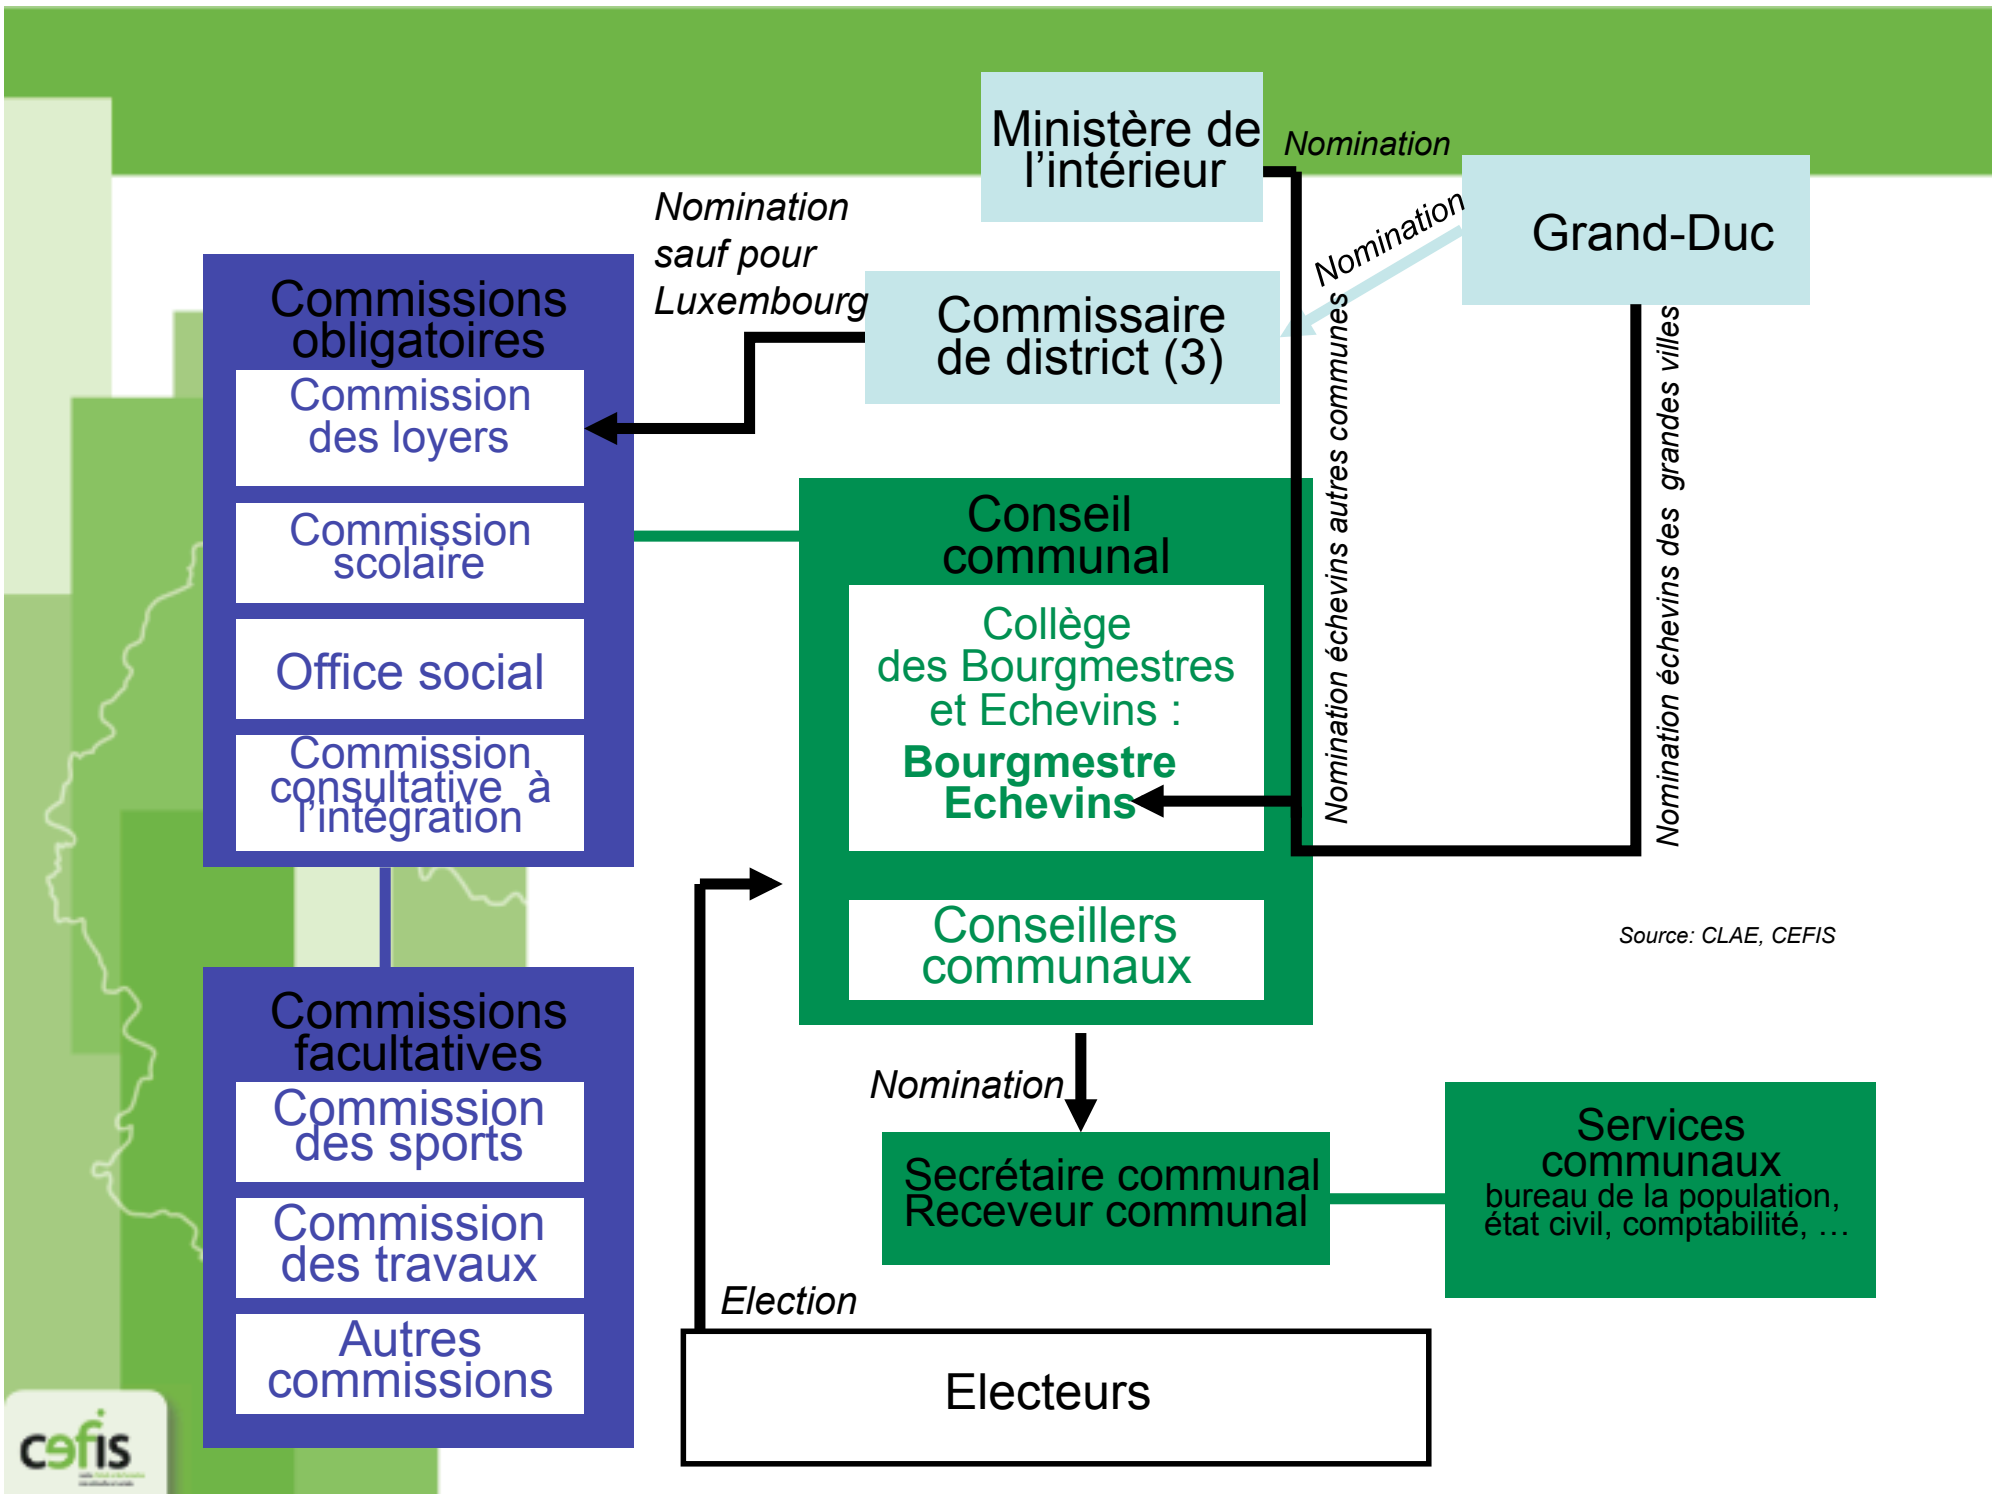 Ministère de
l'intérieur
Nomination
Grand-Duc
Nomination
Nomination
sauf pour
Luxembourg
Commissaire
de district (3)
Nomination échevins autres communes
Nomination échevins des grandes villes
Commissions
obligatoires
Commission
des loyers
Commission
scolaire
Office social
Commission
consultative à
l'intégration
Conseil
communal
Collège
des Bourgmestres
et Echevins :
Bourgmestre
Echevins
Conseillers
communaux
Source: CLAE, CEFIS
Commissions
facultatives
Commission
des sports
Commission
des travaux
Autres
commissions
Nomination
Secrétaire communal
Receveur communal
Services
communaux
bureau de la population,
état civil, comptabilité, …
Election
Electeurs
cefis